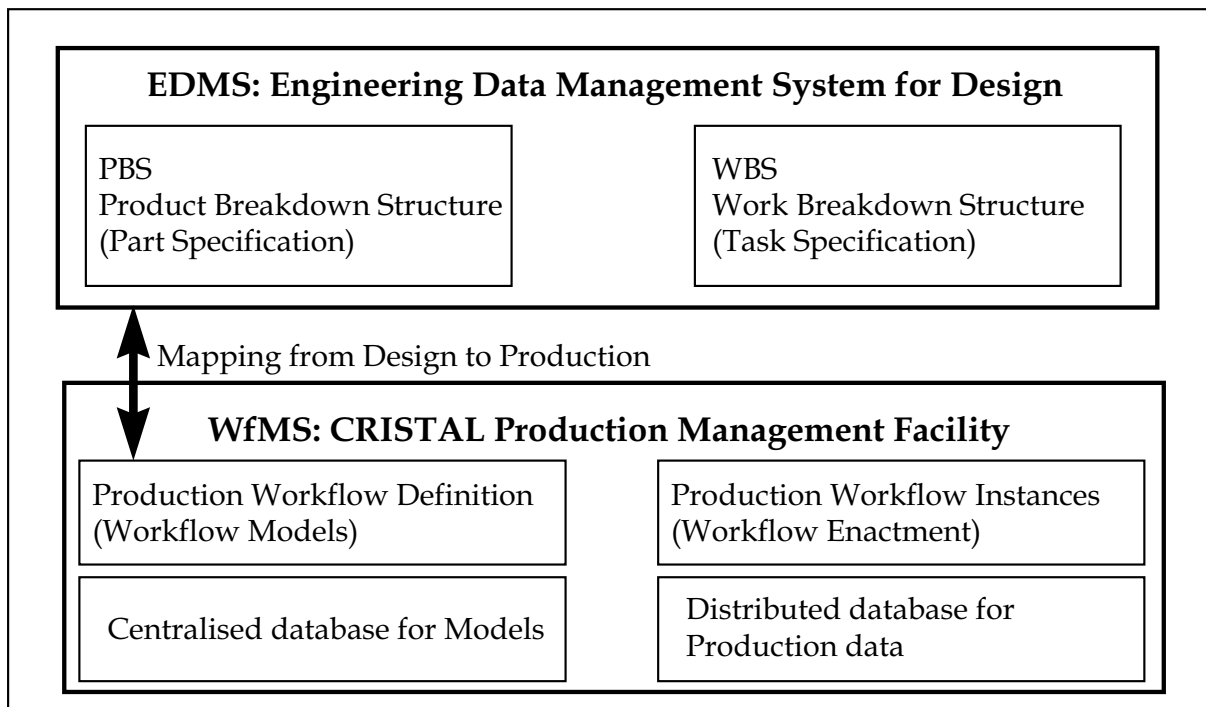 EDMS: Engineering Data Management System for Design
PBS
Product Breakdown Structure
(Part Specification)
WBS
Work Breakdown Structure
(Task Specification)
Mapping from Design to Production
WfMS: CRISTAL Production Management Facility
Production Workflow Definition
(Workflow Models)
Production Workflow Instances
(Workflow Enactment)
Centralised database for Models
Distributed database for
Production data